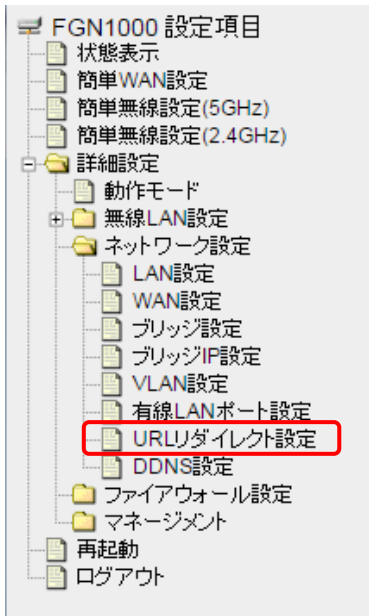 FGN1000 設定項目
状態表示
簡単WAN設定
簡単無線設定(5GHz)
簡単無線設定(2.4GHz)
詳細設定
動作モード
無線LAN設定
ネットワーク設定
LAN設定
WAN設定
ブリッジ設定
ブリッジIP設定
VLAN設定
有線LANポート設定
URLリダイレクト設定
DDNS設定
ファイアウォール設定
マネージメント
再起動
ログアウト